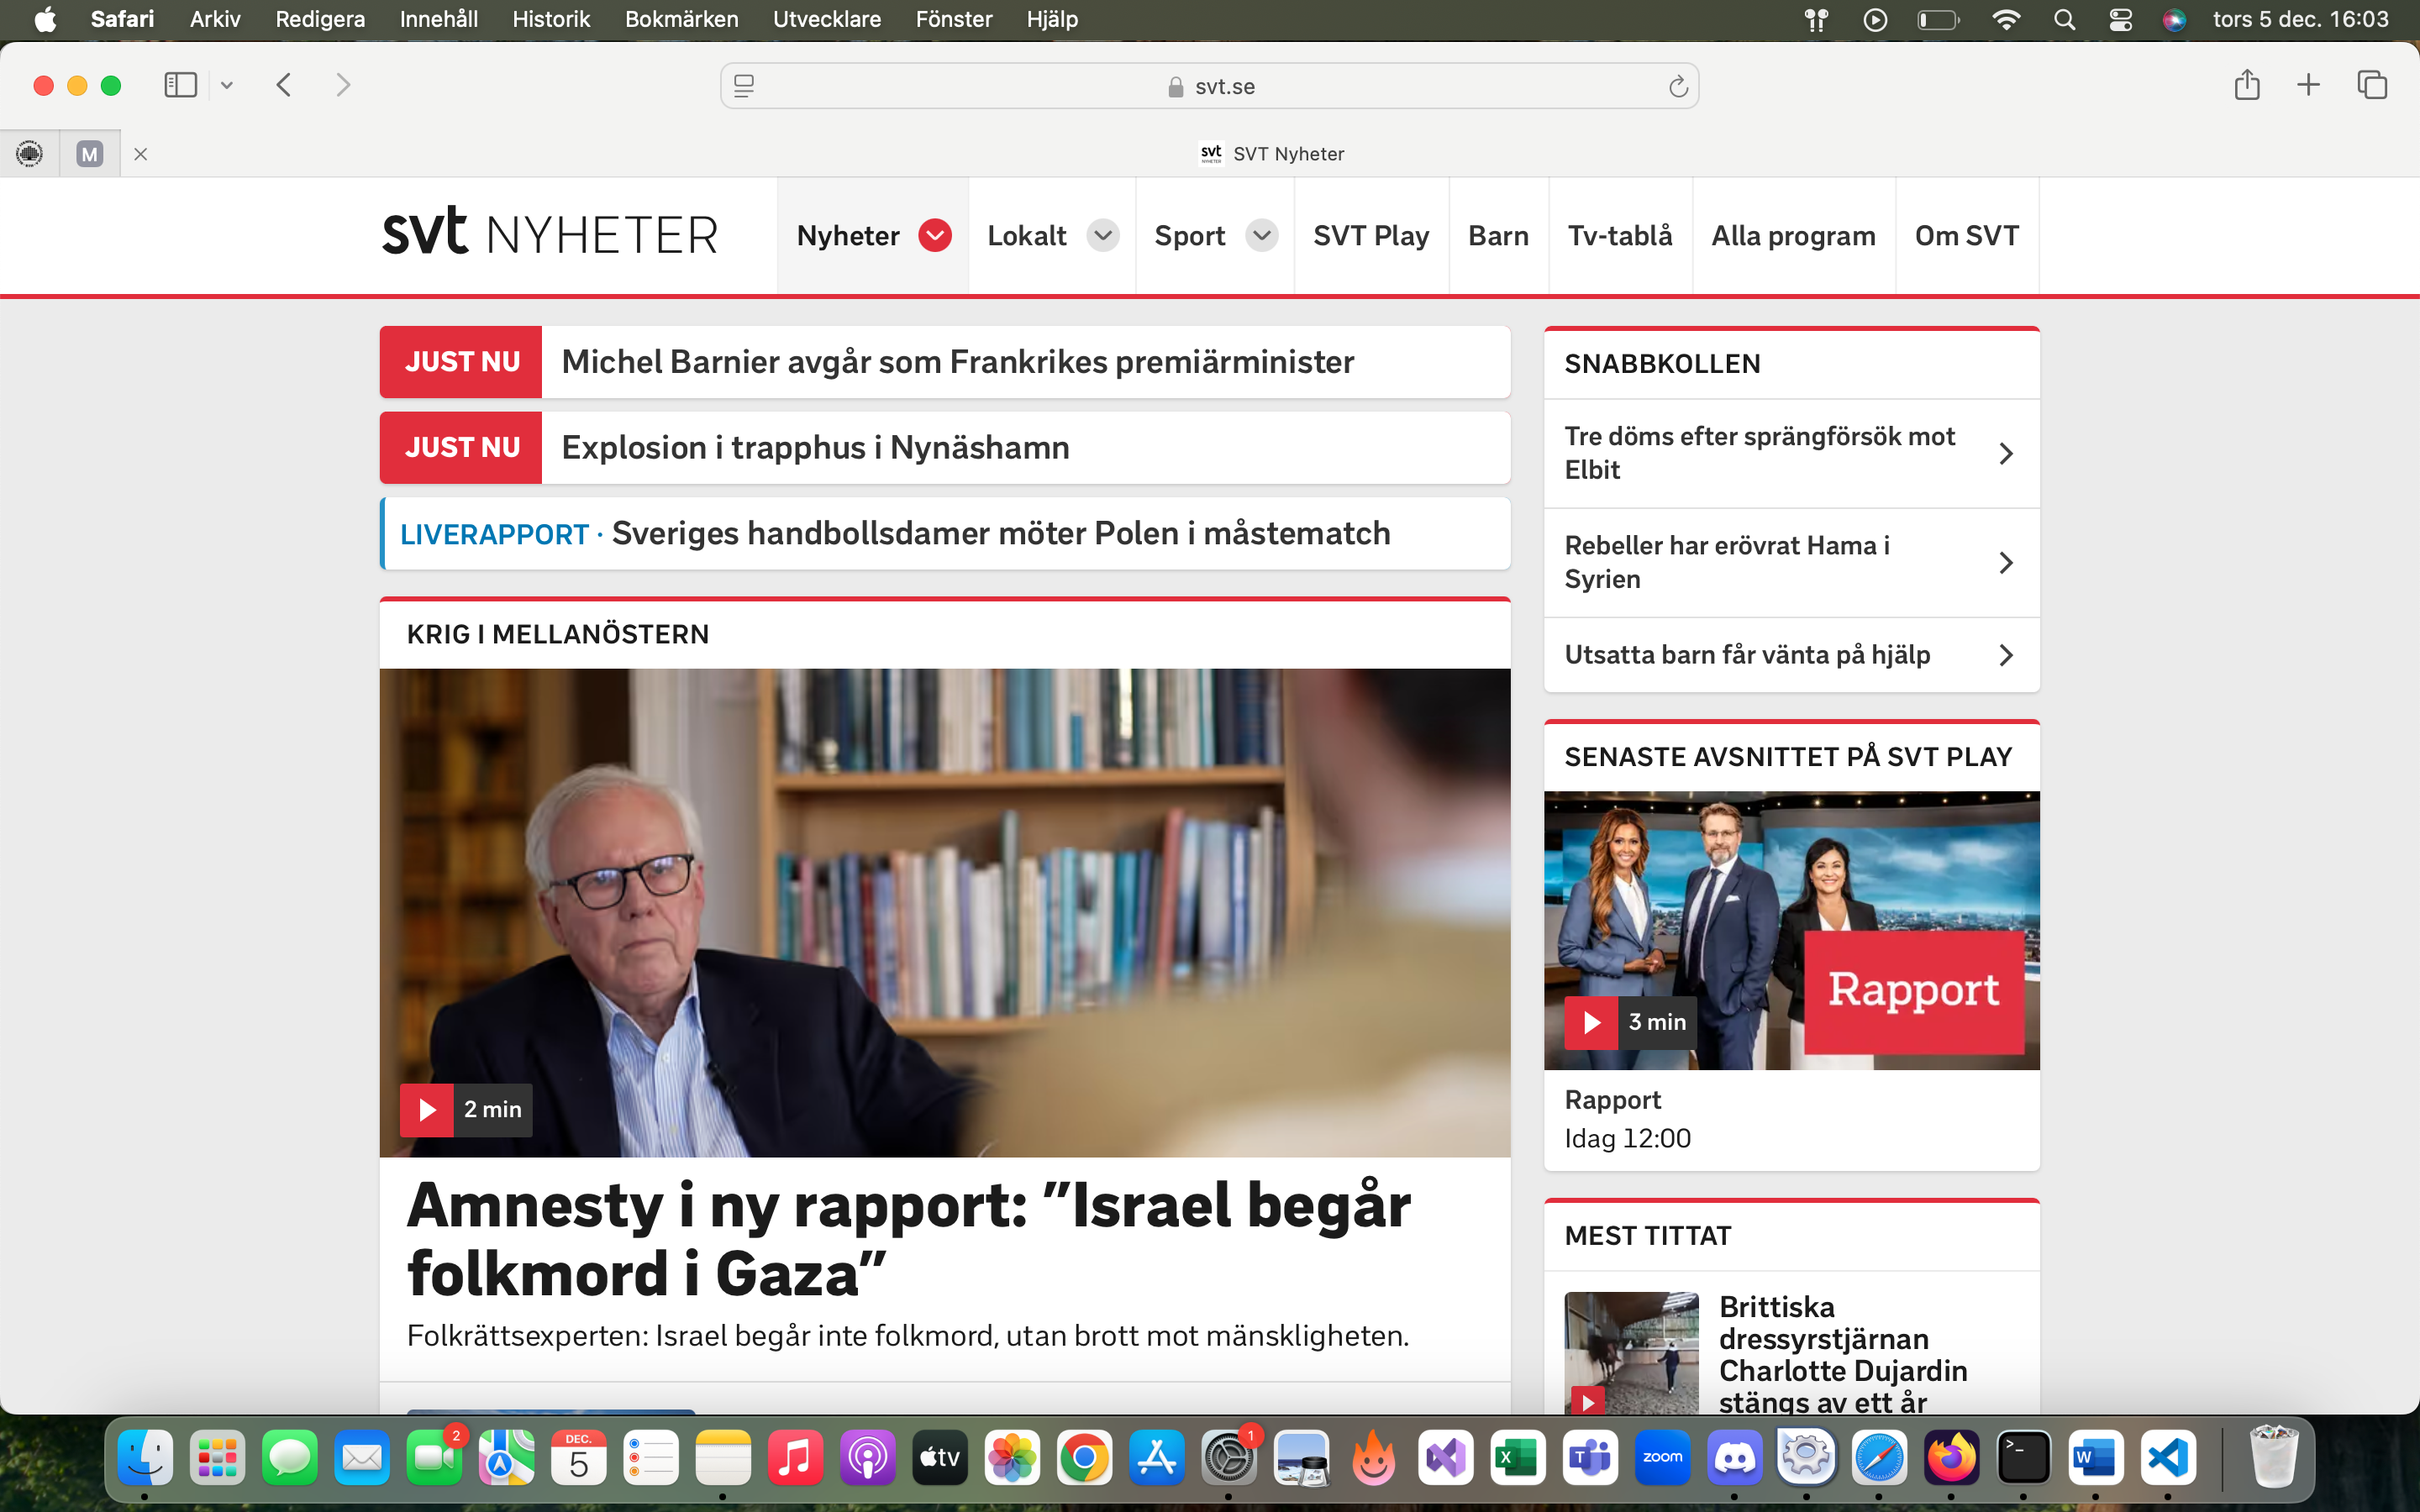 Safari Arkiv Redigera Innehåll Historik Bokmärken Utvecklare Fönster Hjälp tors 5 dec. 16:03
svt.se
M
svt NYHETER SVT Nyheter
svt NYHETER
Nyheter Lokalt Sport SVT Play Barn Tv-tablå Alla program Om SVT
JUST NU Michel Barnier avgår som Frankrikes premiärminister
JUST NU Explosion i trapphus i Nynäshamn
LIVERAPPORT · Sveriges handbollsdamer möter Polen i måstematch
KRIG I MELLANÖSTERN
2 min
Amnesty i ny rapport: ”Israel begår
folkmord i Gaza”
Folkrättsexperten: Israel begår inte folkmord, utan brott mot mänskligheten.
SNABBKOLLEN
Tre döms efter sprängförsök mot
Elbit
Rebeller har erövrat Hama i
Syrien
Utsatta barn får vänta på hjälp
SENASTE AVSNITTET PÅ SVT PLAY
Rapport
3 min
Rapport
Idag 12:00
MEST TITTAT
Brittiska
dressyrstjärnan
Charlotte Dujardin
stängs av ett år
2
DEC.
5
tv
1
X
T
zoom
>_
W